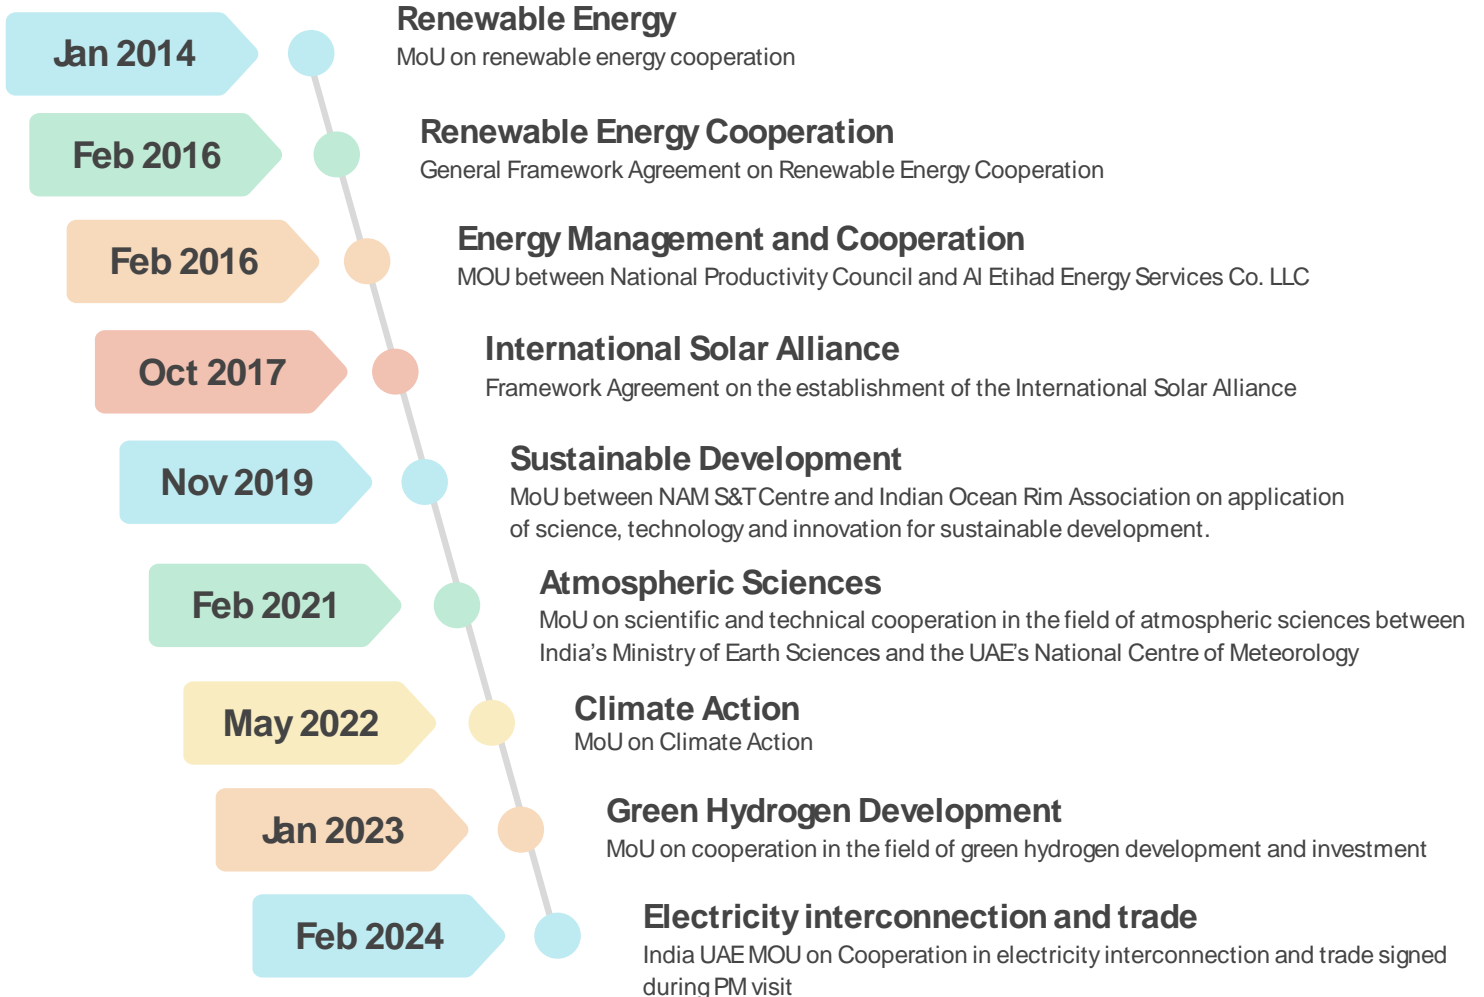 Jan 2014
Renewable Energy
MoU on renewable energy cooperation
Feb 2016
Renewable Energy Cooperation
General Framework Agreement on Renewable Energy Cooperation
Feb 2016
Energy Management and Cooperation
MOU between National Productivity Council and Al Etihad Energy Services Co. LLC
Oct 2017
International Solar Alliance
Framework Agreement on the establishment of the International Solar Alliance
Nov 2019
Sustainable Development
MoU between NAM S&T Centre and Indian Ocean Rim Association on application
of science, technology and innovation for sustainable development.
Feb 2021
Atmospheric Sciences
MoU on scientific and technical cooperation in the field of atmospheric sciences between
India’s Ministry of Earth Sciences and the UAE’s National Centre of Meteorology
May 2022
Climate Action
MoU on Climate Action
Jan 2023
Green Hydrogen Development
MoU on cooperation in the field of green hydrogen development and investment
Feb 2024
Electricity interconnection and trade
India UAE MOU on Cooperation in electricity interconnection and trade signed
during PM visit